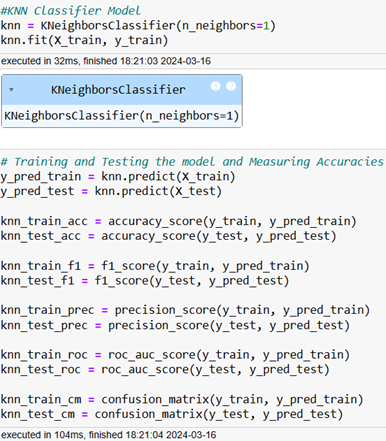 #KNN Classifier Model
knn = KNeighborsClassifier(n_neighbors=1)
knn.fit(X_train, y_train)
executed in 32ms, finished 18:21:03 2024-03-16
KNeighborsClassifier
KNeighborsClassifier(n_neighbors=1)
# Training and Testing the model and Measuring Accuracies
y_pred_train = knn.predict(X_train)
y_pred_test = knn.predict(X_test)
knn_train_acc = accuracy_score(y_train, y_pred_train)
knn_test_acc = accuracy_score(y_test, y_pred_test)
knn_train_f1 = f1_score(y_train, y_pred_train)
knn_test_f1 = f1_score(y_test, y_pred_test)
knn_train_prec = precision_score(y_train, y_pred_train)
knn_test_prec = precision_score(y_test, y_pred_test)
knn_train_roc = roc_auc_score(y_train, y_pred_train)
knn_test_roc = roc_auc_score(y_test, y_pred_test)
knn_train_cm = confusion_matrix(y_train, y_pred_train)
knn_test_cm = confusion_matrix(y_test, y_pred_test)
executed in 104ms, finished 18:21:04 2024-03-16